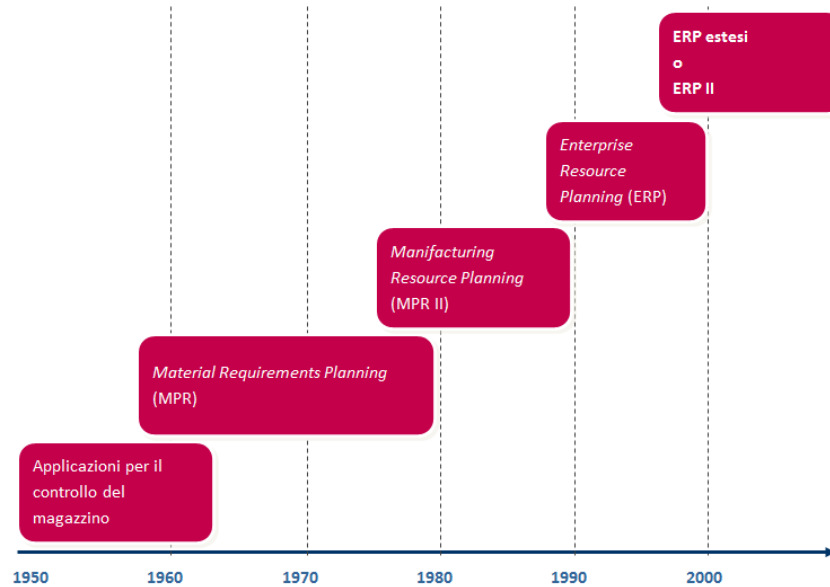 ERP estesi
o
ERP II
Enterprise
Resource
Planning (ERP)
Manifacturing
Resource Planning
(MPR II)
Material Requirements Planning
(MPR)
Applicazioni per il
controllo del
magazzino
1950 1960 1970 1980 1990 2000